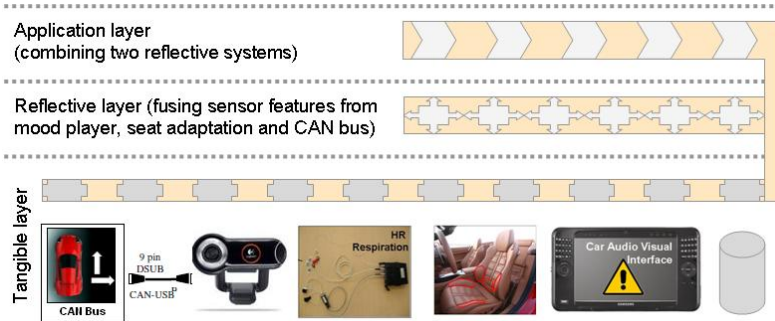 Application layer
(combining two reflective systems)
Reflective layer (fusing sensor features from
mood player, seat adaptation and CAN bus)
Tangible layer
CAN Bus
9 pin
DSUB
CAN-USB
HR
Respiration
Car Audio Visual
Interface